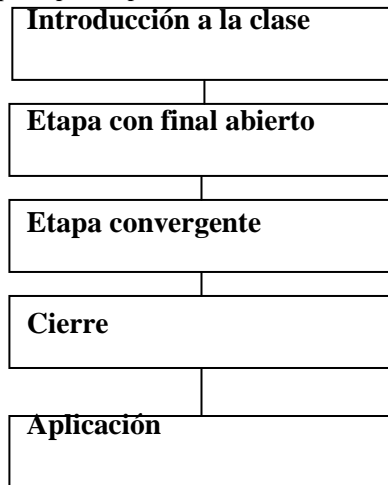 Introducción a la clase
Etapa con final abierto
Etapa convergente
Cierre
Aplicación